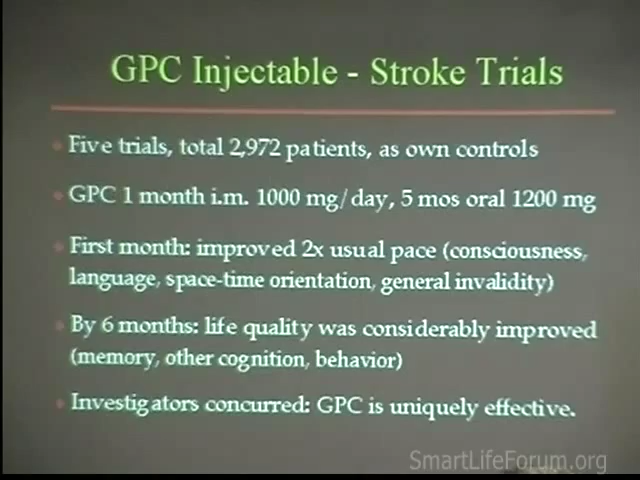 GPC Injectable - Stroke Trials
Five trials, total 2,972 patients, as own controls
GPC 1 month i.m. 1000 mg/day, 5 mos oral 1200 mg
First month: improved 2x usual pace (consciousness,
language, space-time orientation, general invalidity)
By 6 months: life quality was considerably improved
(memory, other cognition, behavior)
Investigators concurred: GPC is uniquely effective.
SmartLifeForum.org